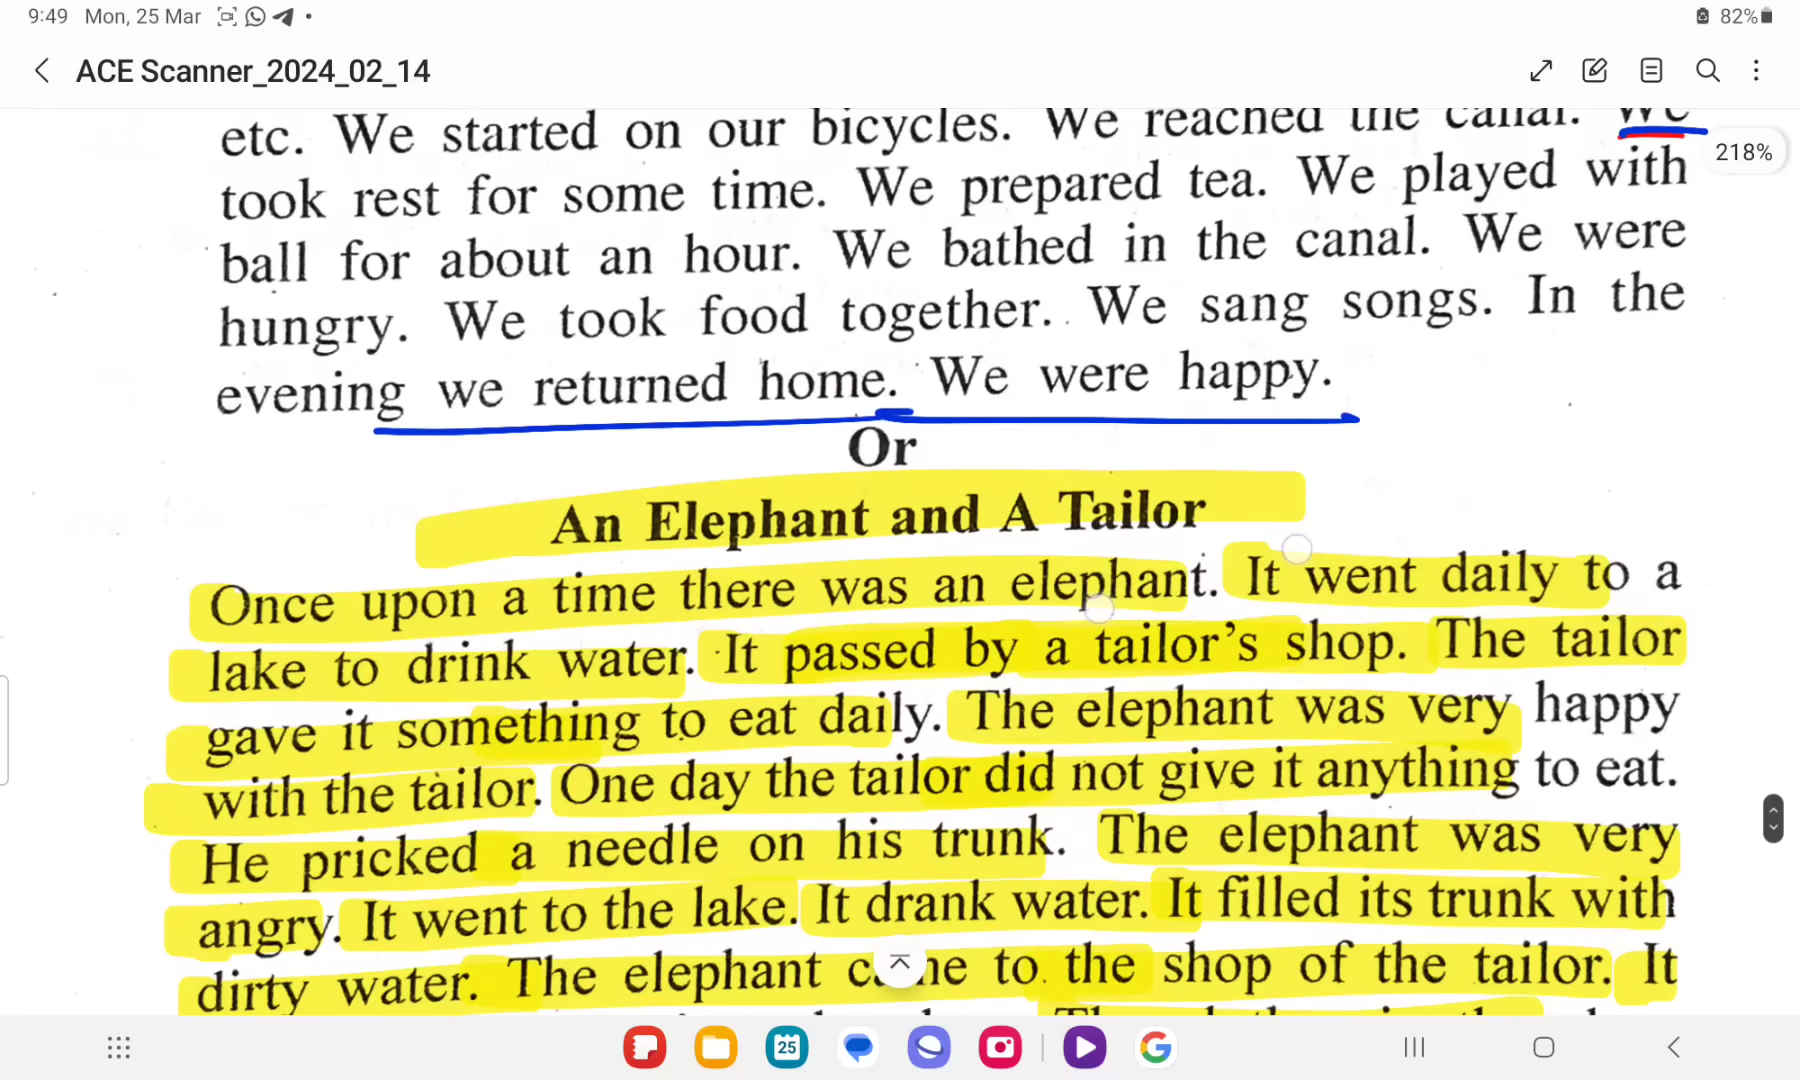 9:49 Mon, 25 Mar 82%
ACE Scanner_2024_02_14
218%
etc. We started on our bicycles. We reached the canal. We
took rest for some time. We prepared tea. We played with
ball for about an hour. We bathed in the canal. We were
hungry. We took food together. We sang songs. In the
evening we returned home. We were happy.
Or
An Elephant and A Tailor
Once upon a time there was an elephant. It went daily to a
lake to drink water. It passed by a tailor's shop. The tailor
gave it something to eat daily. The elephant was very happy
with the tailor. One day the tailor did not give it anything to eat.
He pricked a needle on his trunk. The elephant was very
angry. It went to the lake. It drank water. It filled its trunk with
dirty water. The elephant came to the shop of the tailor. It
25